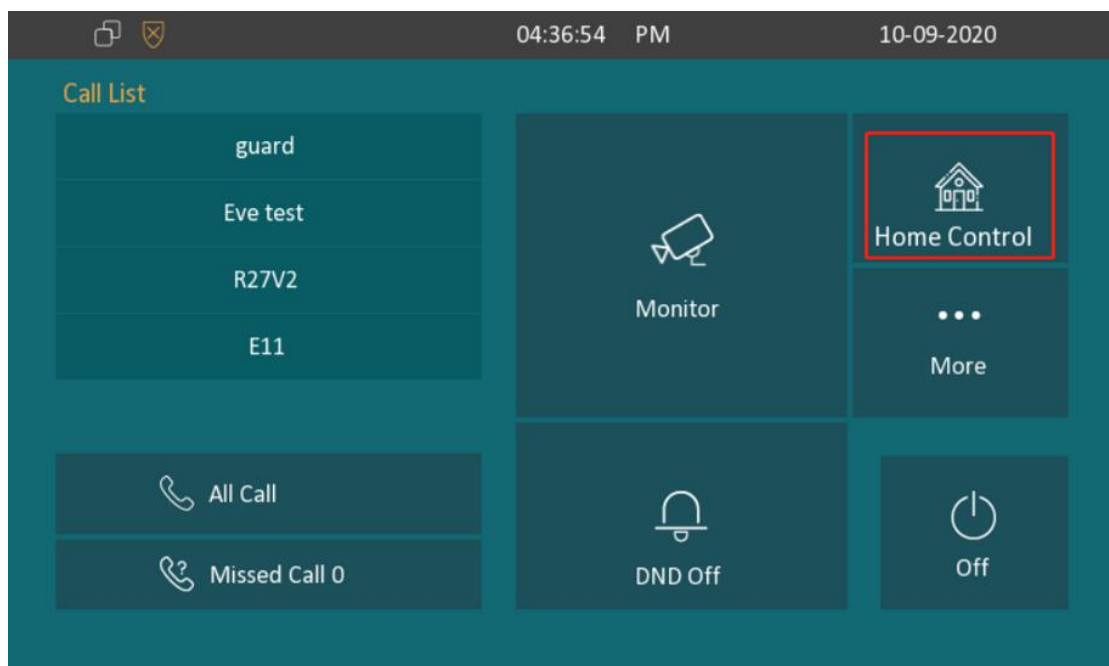 04:36:54 PM 10-09-2020
Call List
guard
Eve test
R27V2
E11
All Call
Missed Call 0
Monitor
DND Off
Home Control
More
Off